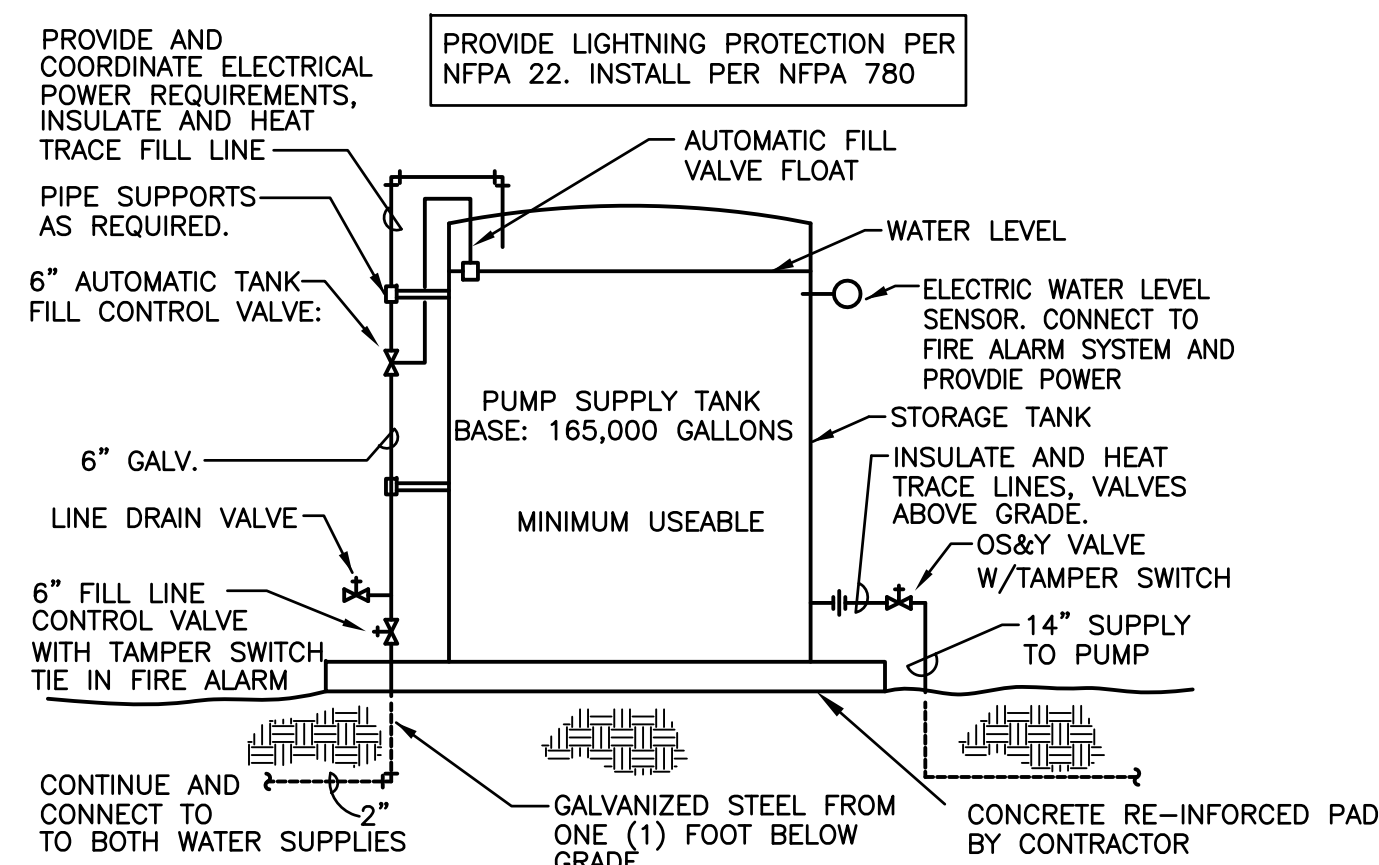 PROVIDE AND
COORDINATE ELECTRICAL
POWER REQUIREMENTS,
INSULATE AND HEAT
TRACE FILL LINE
PROVIDE LIGHTNING PROTECTION PER
NFPA 22. INSTALL PER NFPA 780
AUTOMATIC FILL
VALVE FLOAT
PIPE SUPPORTS
AS REQUIRED.
WATER LEVEL
6" AUTOMATIC TANK
FILL CONTROL VALVE:
ELECTRIC WATER LEVEL
SENSOR. CONNECT TO
FIRE ALARM SYSTEM AND
PROVDIE POWER
PUMP SUPPLY TANK
BASE: 165,000 GALLONS
STORAGE TANK
6" GALV.
INSULATE AND HEAT
TRACE LINES, VALVES
ABOVE GRADE.
LINE DRAIN VALVE
MINIMUM USEABLE
OS&Y VALVE
W/TAMPER SWITCH
6" FILL LINE
CONTROL VALVE
WITH TAMPER SWITCH
TIE IN FIRE ALARM
14" SUPPLY
TO PUMP
CONTINUE AND
CONNECT TO
TO BOTH WATER SUPPLIES
2"
GALVANIZED STEEL FROM
ONE (1) FOOT BELOW
GRADE
CONCRETE RE-INFORCED PAD
BY CONTRACTOR